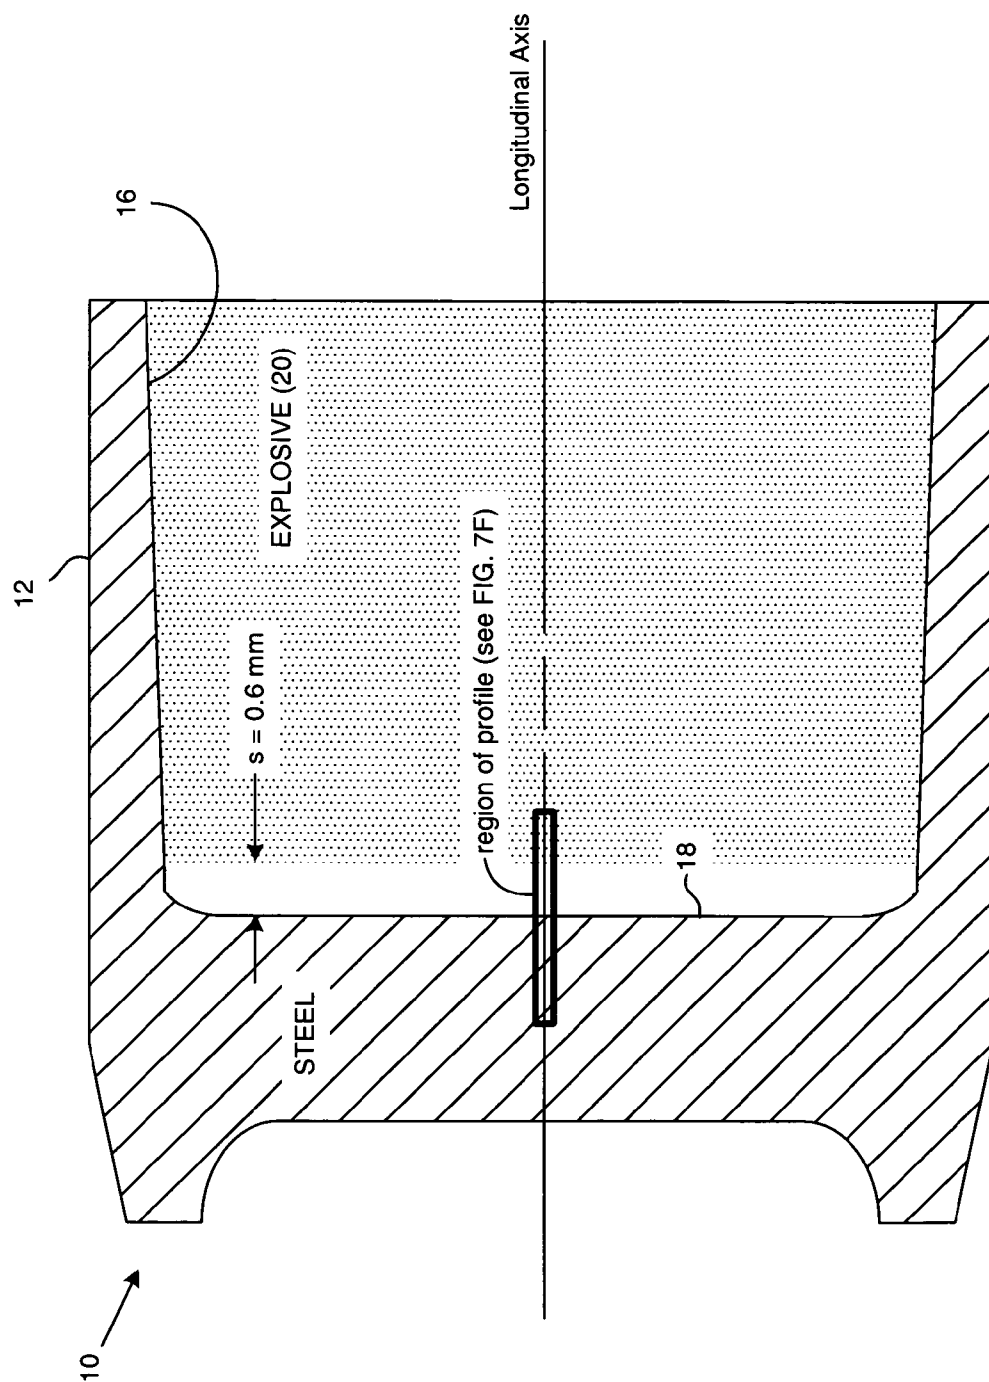 10
12
16
STEEL
s = 0.6 mm
EXPLOSIVE (20)
18
region of profile (see FIG. 7F)
Longitudinal Axis